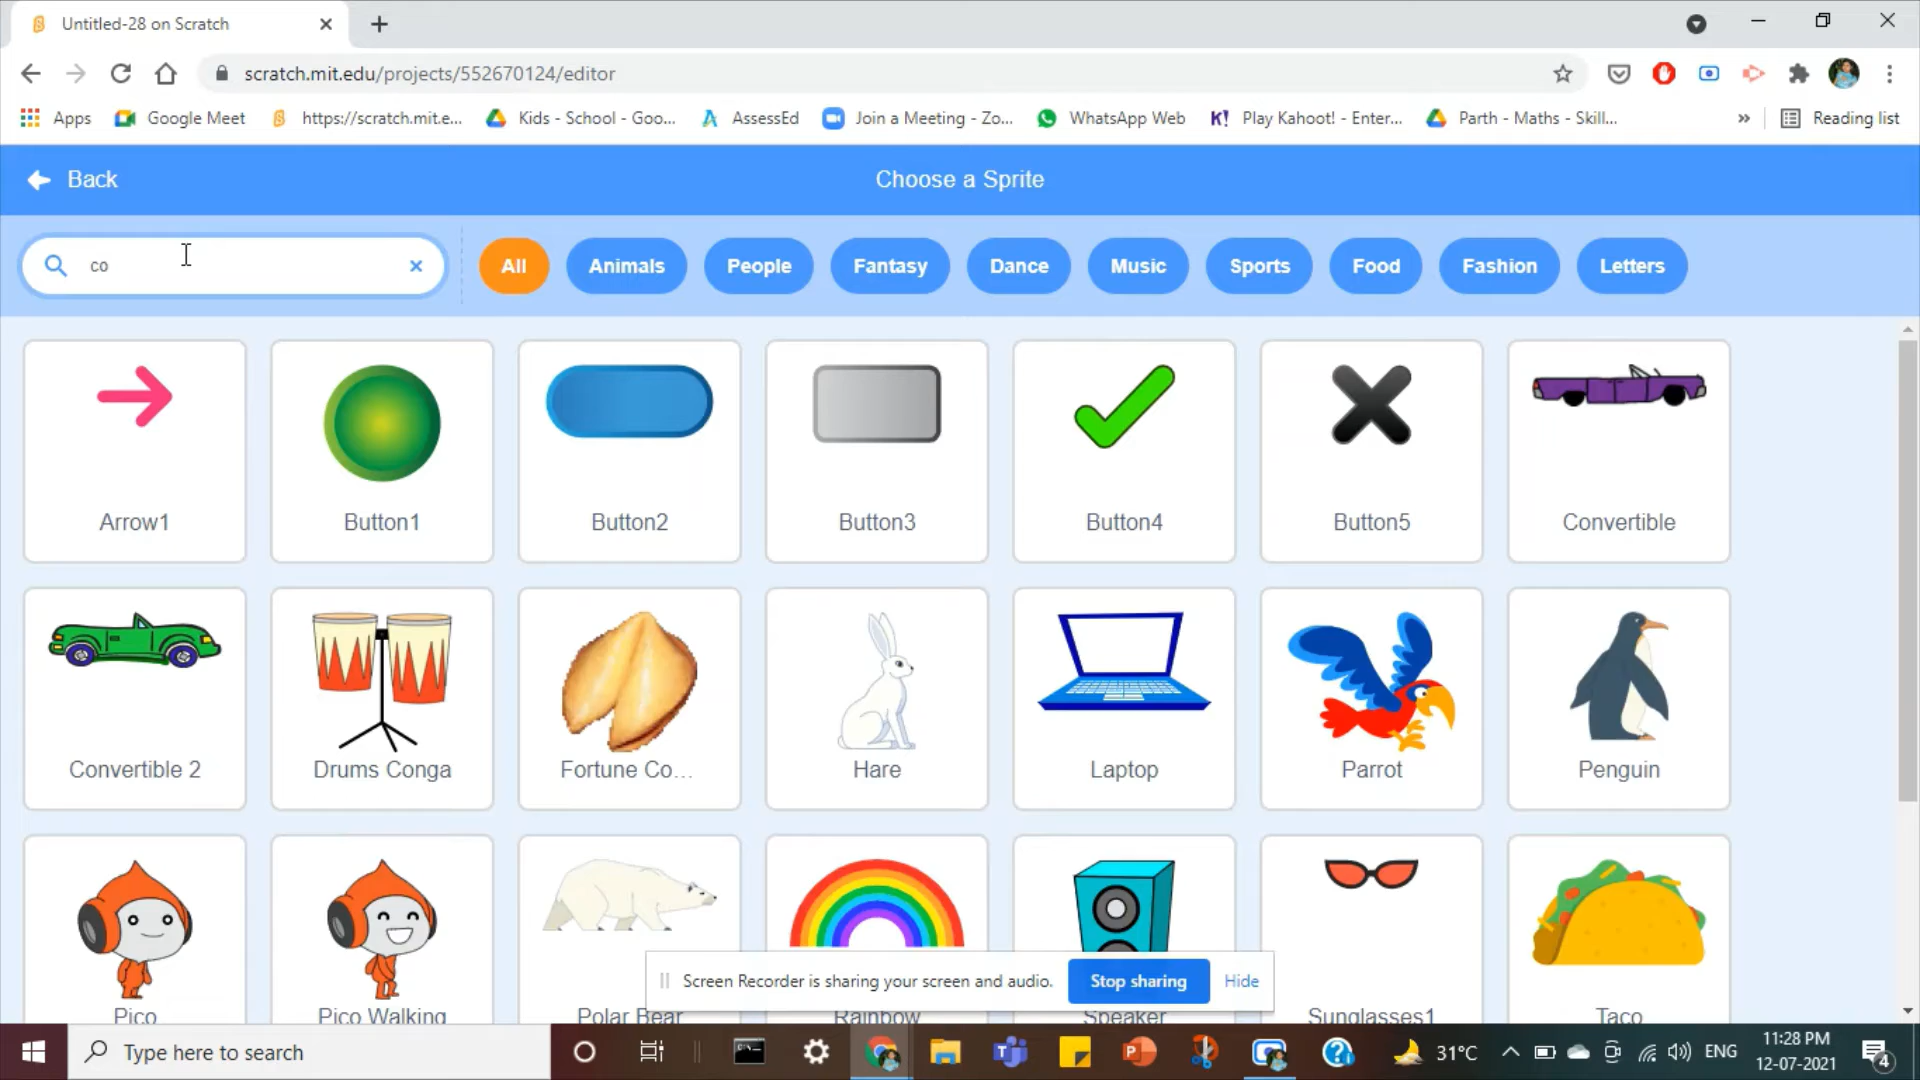 Untitled-28 on Scratch
scratch.mit.edu/projects/552670124/editor
Apps Google Meet https://scratch.mit.e... Kids - School - Goo... AssessEd Join a Meeting - Zo... WhatsApp Web K! Play Kahoot! - Enter... Parth - Maths - Skill... » Reading list
Back Choose a Sprite
co All Animals People Fantasy Dance Music Sports Food Fashion Letters
Arrow1 Button1 Button2 Button3 Button4 Button5 Convertible
Convertible 2 Drums Conga Fortune Co... Hare Laptop Parrot Penguin
Screen Recorder is sharing your screen and audio. Stop sharing Hide
Pico Pico Walking Polar Bear Rainbow Speaker Sunglasses1 Taco
Type here to search 31°C ENG 11:28 PM
12-07-2021 4